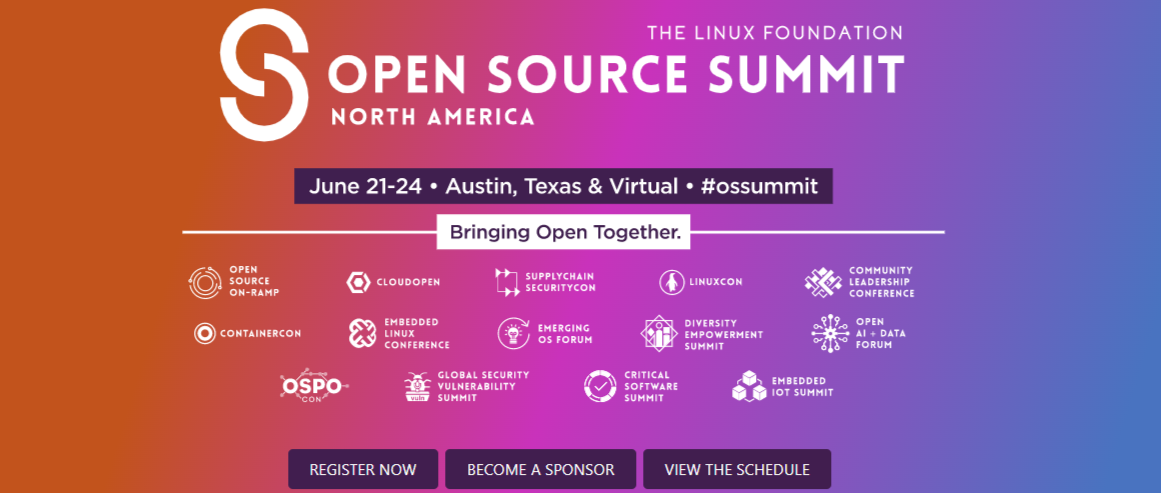 THE LINUX FOUNDATION
OPEN SOURCE SUMMIT
NORTH AMERICA
June 21-24 • Austin, Texas & Virtual • #ossummit
Bringing Open Together.
OPEN
SOURCE
ON-RAMP
CLOUDOPEN
SUPPLYCHAIN
SECURITYCON
LINUXCON
COMMUNITY
LEADERSHIP
CONFERENCE
CONTAINERCON
EMBEDDED
LINUX
CONFERENCE
EMERGING
OS FORUM
DIVERSITY
EMPOWERMENT
SUMMIT
OPEN
AI + DATA
FORUM
OSPO
CON
vuln
GLOBAL SECURITY
VULNERABILITY
SUMMIT
CRITICAL
SOFTWARE
SUMMIT
EMBEDDED
IOT SUMMIT
REGISTER NOW
BECOME A SPONSOR
VIEW THE SCHEDULE